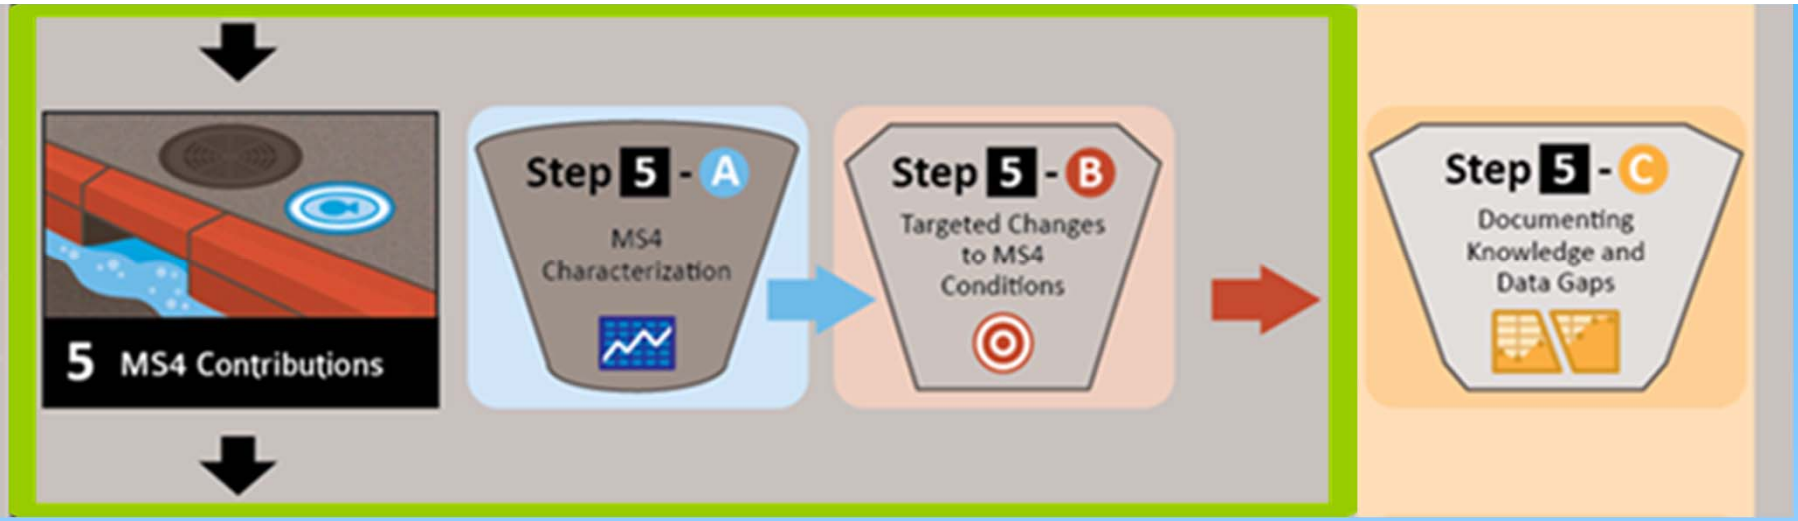 5 MS4 Contributions
Step 5 - A
MS4
Characterization
Step 5 - B
Targeted Changes
to MS4
Conditions
Step 5 - C
Documenting
Knowledge and
Data Gaps